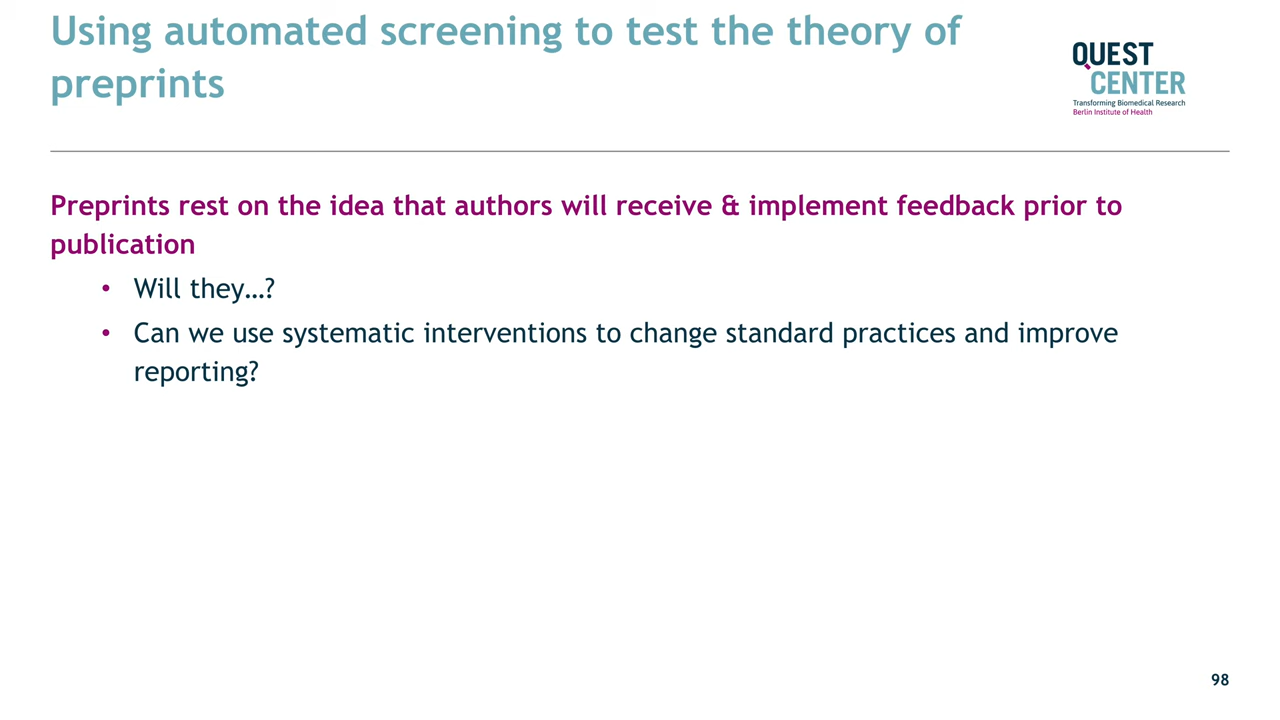 Using automated screening to test the theory of
preprints
QUEST
CENTER
Transforming Biomedical Research
Berlin Institute of Health
Preprints rest on the idea that authors will receive & implement feedback prior to
publication
• Will they…?
• Can we use systematic interventions to change standard practices and improve
reporting?
98